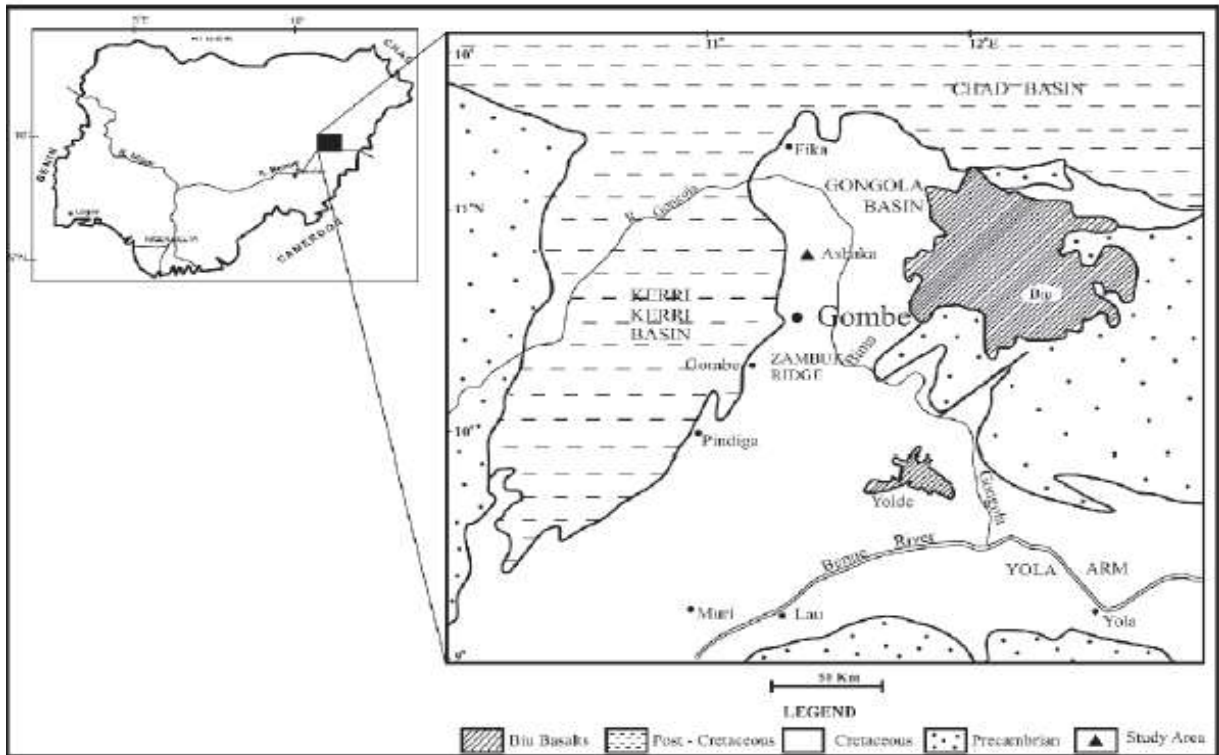 CHAD
BENIN
R. Niger
R. Benue
Lagos
CAMEROON
11°
12°E
CHAD BASIN
Fika
GONGOLA
BASIN
R. Gongola
11°N
Ashaka
Biu
KERRI
KERRI
BASIN
Gombe
Gombe
ZAMBUK
RIDGE
Pindiga
Yolde
Gongola
Benue River
YOLA ARM
Muri
Lau
Yola
9°
50 Km
LEGEND
Biu Basalts
Post - Cretaceous
Cretaceous
Precambrian
Study Area